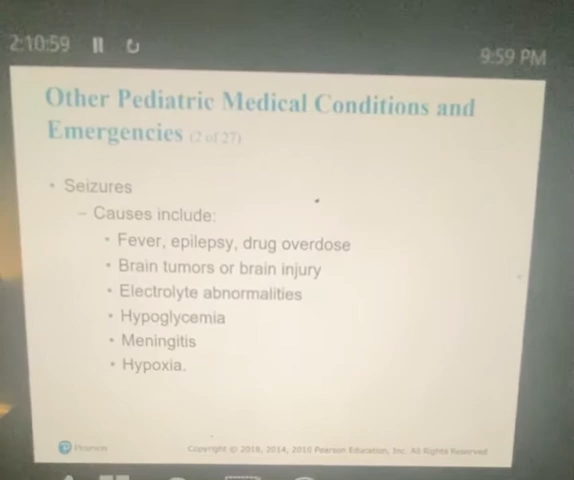 2:10:59
9:59 PM
Other Pediatric Medical Conditions and
Emergencies (2 of 27)
• Seizures
– Causes include:
• Fever, epilepsy, drug overdose
• Brain tumors or brain injury
• Electrolyte abnormalities
• Hypoglycemia
• Meningitis
• Hypoxia.
Pearson
Copyright © 2018, 2014, 2010 Pearson Education, Inc. All Rights Reserved